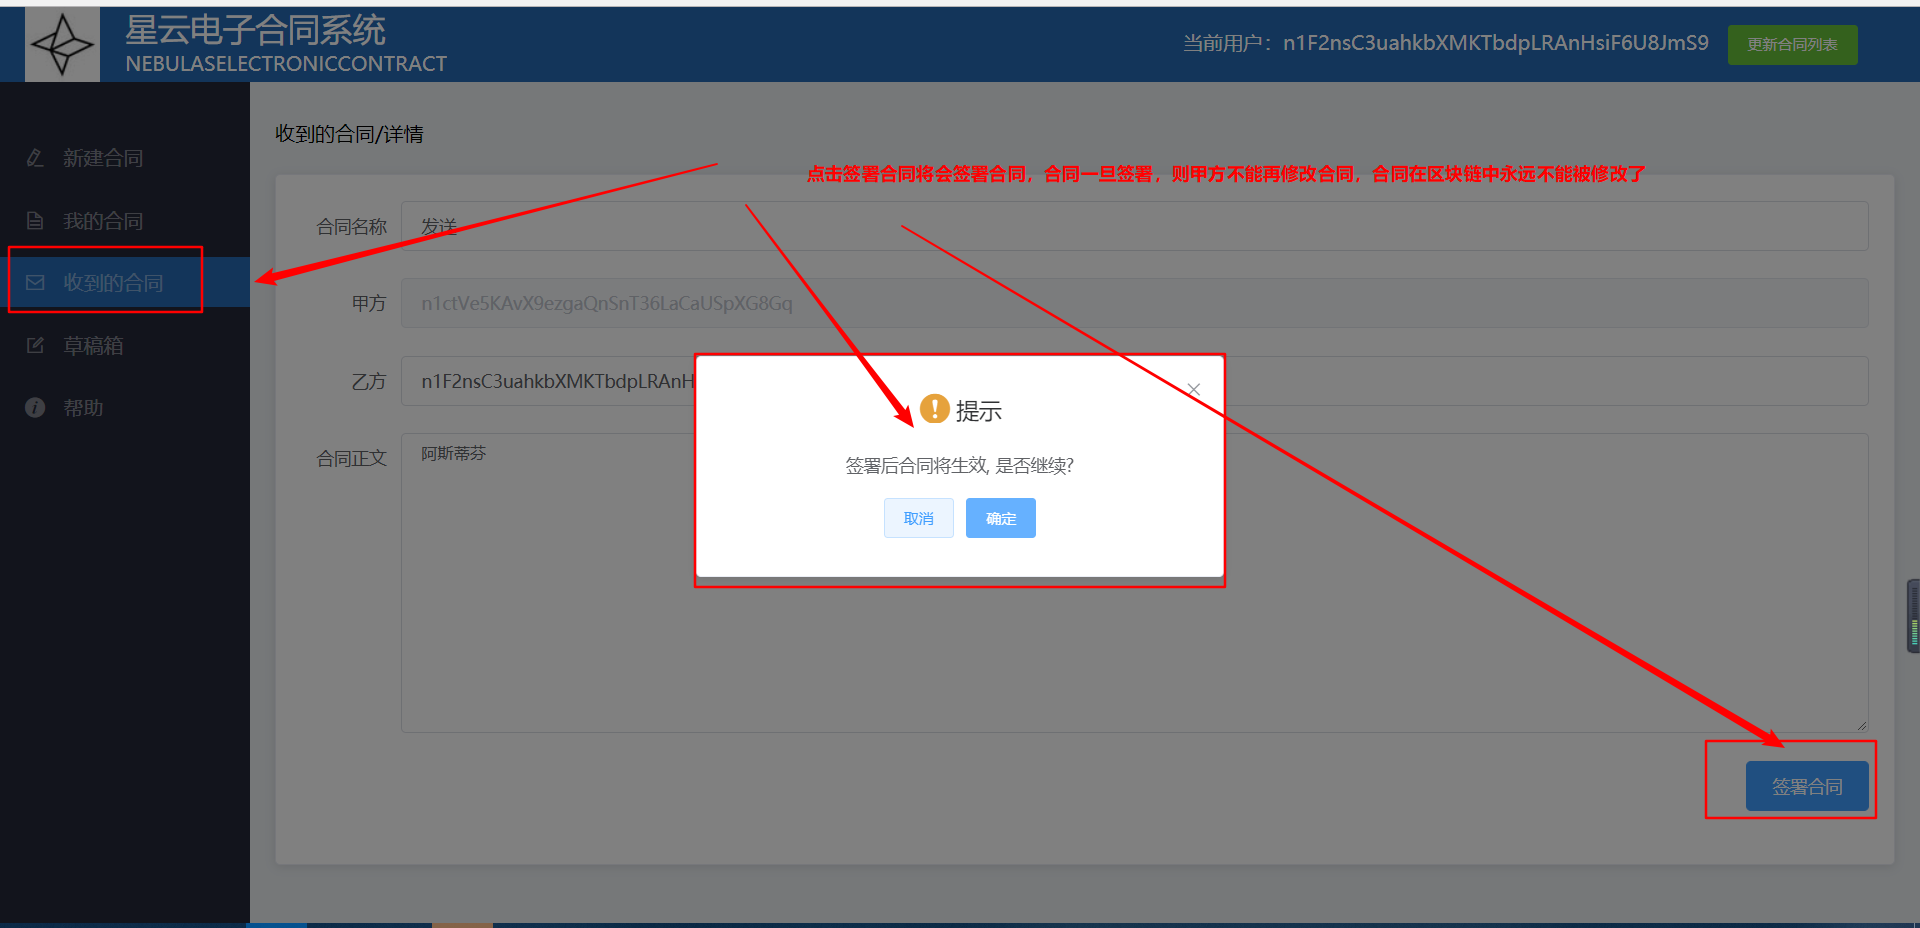 星云电子合同系统
NEBULASELECTRONICCONTRACT
当前用户：n1F2nsC3uahkbXMKTbdpLRAnHsiF6U8JmS9
更新合同列表
新建合同
我的合同
收到的合同
草稿箱
帮助
收到的合同/详情
点击签署合同将会签署合同，合同一旦签署，则甲方不能再修改合同，合同在区块链中永远不能被修改了
合同名称
发送
甲方
n1ctVe5KAvX9ezgaQnSnT36LaCaUSpXG8Gq
乙方
n1F2nsC3uahkbXMKTbdpLRAnH
合同正文
阿斯蒂芬
提示
签署后合同将生效, 是否继续?
取消
确定
签署合同